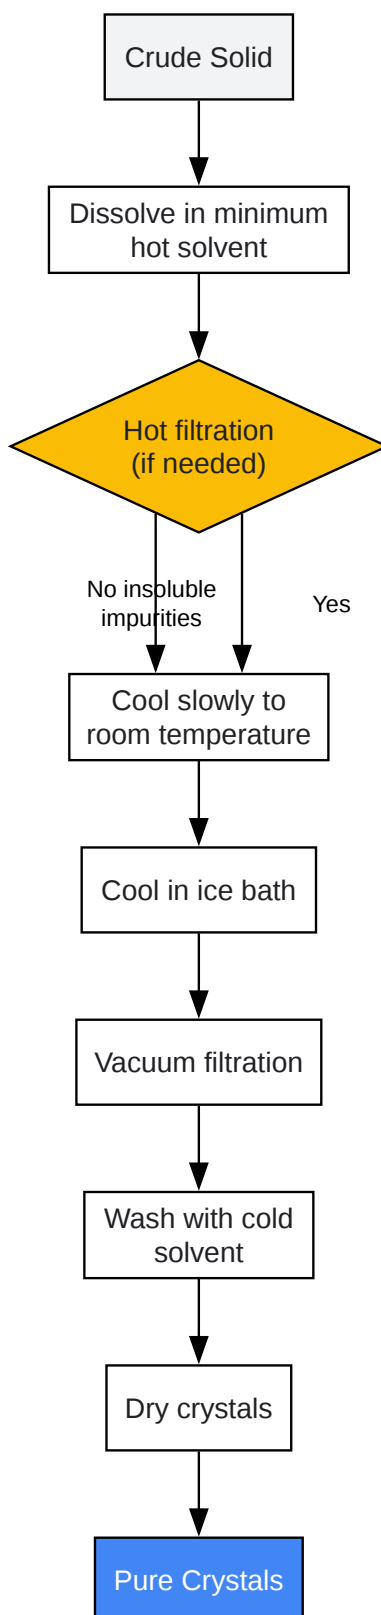 Crude Solid
Dissolve in minimum
hot solvent
Hot filtration
(if needed)
No insoluble
impurities
Yes
Cool slowly to
room temperature
Cool in ice bath
Vacuum filtration
Wash with cold
solvent
Dry crystals
Pure Crystals